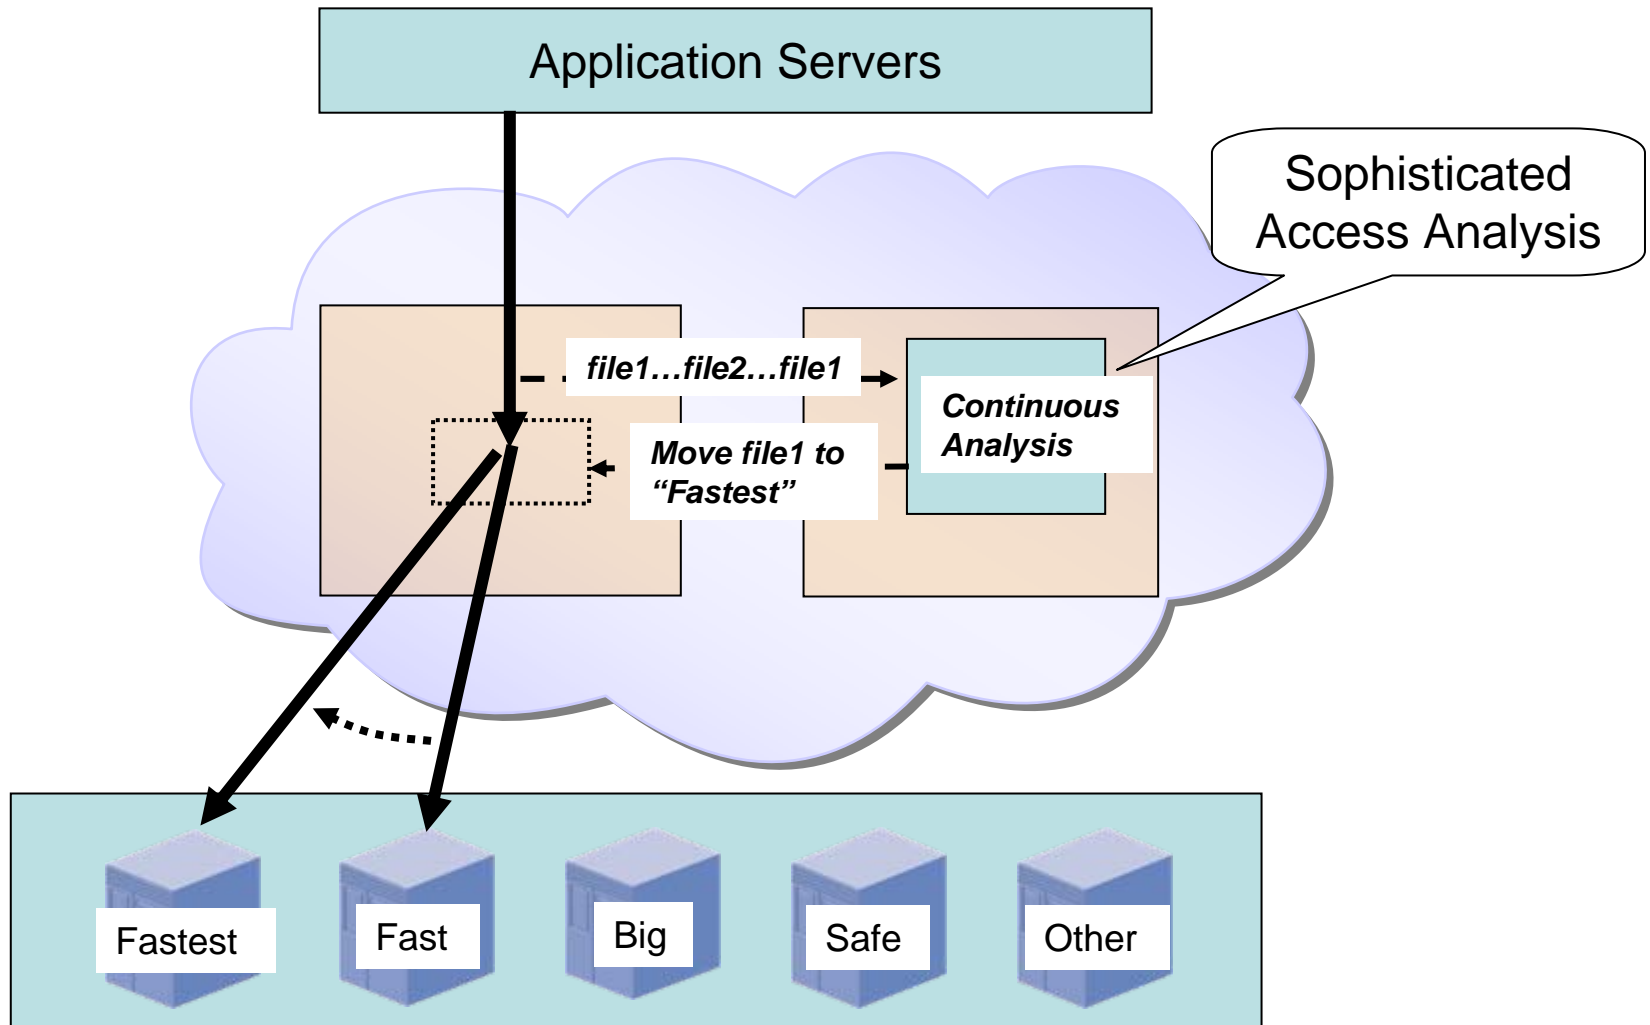 Application Servers
Sophisticated
Access Analysis
file1…file2…file1
Continuous
Analysis
Move file1 to
“Fastest”
Fastest
Fast
Big
Safe
Other